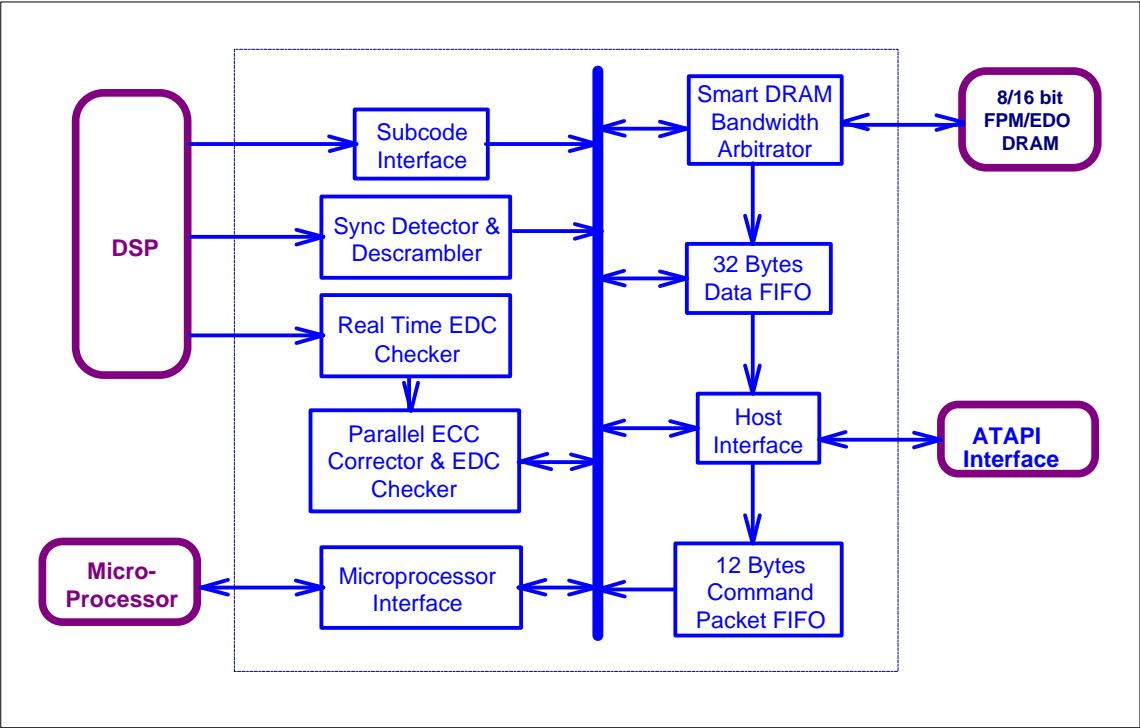 DSP
Subcode
Interface
Sync Detector &
Descrambler
Real Time EDC
Checker
Parallel ECC
Corrector & EDC
Checker
Micro-
Processor
Microprocessor
Interface
Smart DRAM
Bandwidth
Arbitrator
8/16 bit
FPM/EDO
DRAM
32 Bytes
Data FIFO
Host
Interface
ATAPI
Interface
12 Bytes
Command
Packet FIFO